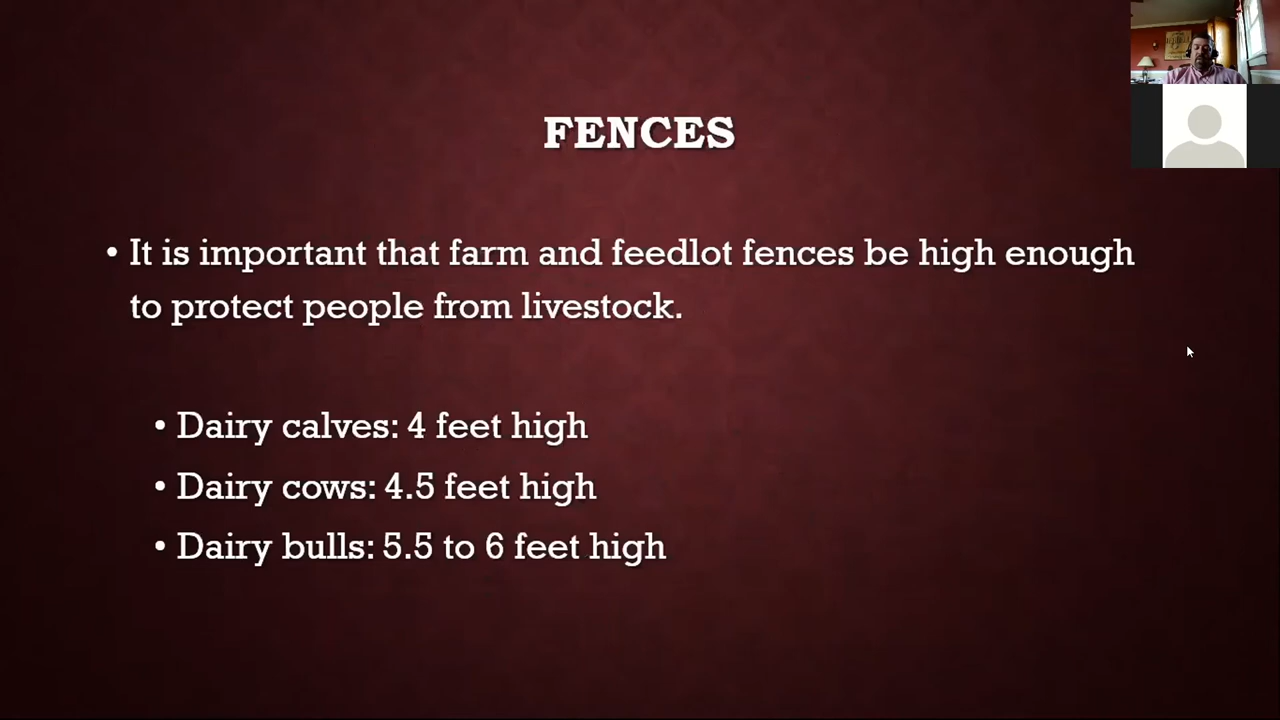 FENCES
• It is important that farm and feedlot fences be high enough
to protect people from livestock.
• Dairy calves: 4 feet high
• Dairy cows: 4.5 feet high
• Dairy bulls: 5.5 to 6 feet high